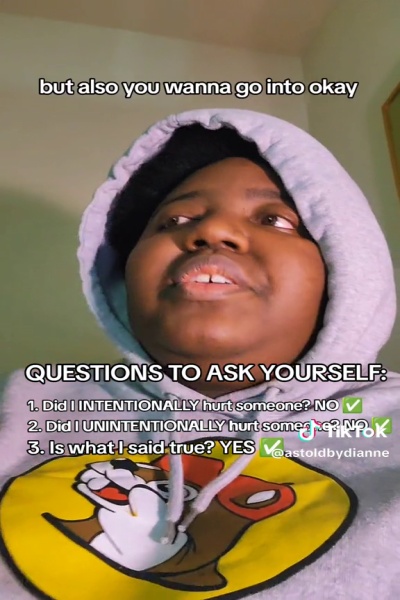 but also you wanna go into okay
QUESTIONS TO ASK YOURSELF:
1. Did I INTENTIONALLY hurt someone? NO ✅
2. Did I UNINTENTIONALLY hurt someone? NO ✅
TikTok
3. Is what I said true? YES ✅
@astoldbydianne